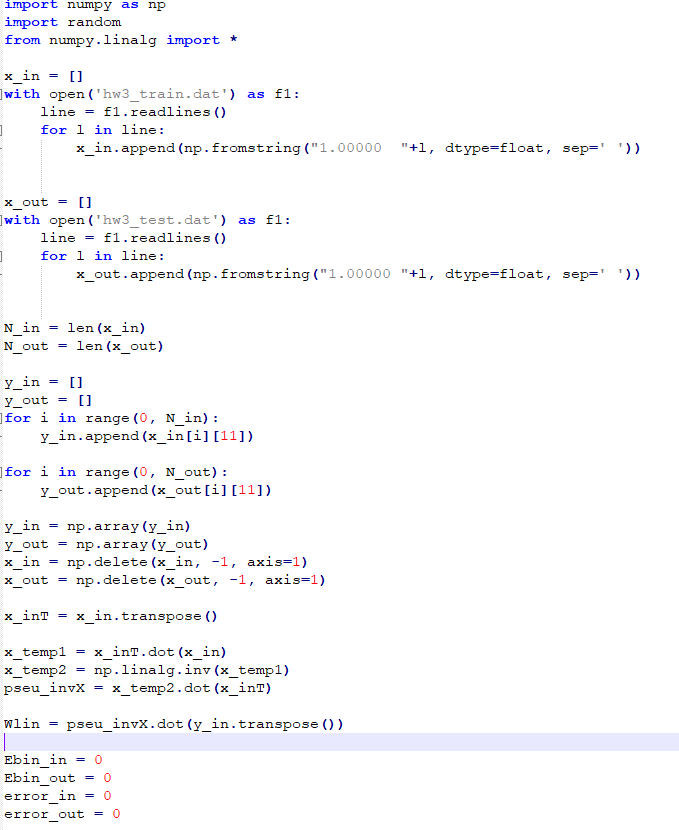 import numpy as np
import random
from numpy.linalg import *
x_in = []
with open('hw3_train.dat') as f1:
    line = f1.readlines()
    for l in line:
        x_in.append(np.fromstring("1.00000  "+l, dtype=float, sep=' '))
x_out = []
with open('hw3_test.dat') as f1:
    line = f1.readlines()
    for l in line:
        x_out.append(np.fromstring("1.00000 "+l, dtype=float, sep=' '))
N_in = len(x_in)
N_out = len(x_out)
y_in = []
y_out = []
for i in range(0, N_in):
    y_in.append(x_in[i][11])
for i in range(0, N_out):
    y_out.append(x_out[i][11])
y_in = np.array(y_in)
y_out = np.array(y_out)
x_in = np.delete(x_in, -1, axis=1)
x_out = np.delete(x_out, -1, axis=1)
x_inT = x_in.transpose()
x_temp1 = x_inT.dot(x_in)
x_temp2 = np.linalg.inv(x_temp1)
pseu_invX = x_temp2.dot(x_inT)
Wlin = pseu_invX.dot(y_in.transpose())
Ebin_in = 0
Ebin_out = 0
error_in = 0
error_out = 0